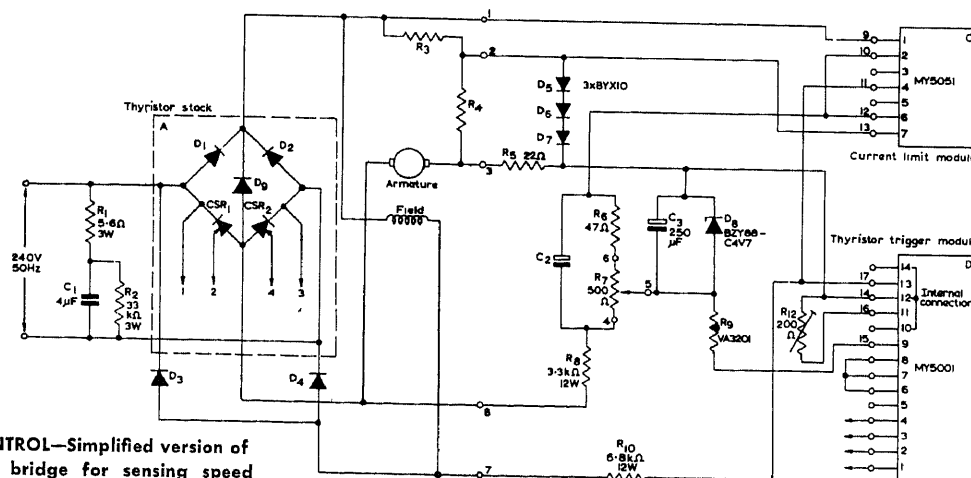 1
R3
2
D5
3xBYX10
D6
D7
R4
Thyristor stock
A
D1
D2
D9
CSR1
CSR2
1
2
4
3
240V
50Hz
R1
5·6Ω
3W
C1
4µF
R2
33
kΩ
3W
D3
D4
Armature
3
R5 22Ω
Field
C2
R6
47Ω
6
R7
500
Ω
4
5
C3
250
µF
D8
BZY88-
C4V7
R9
VA3201
R8
3·3kΩ
12W
8
7
R10
6·8kΩ
12W
R12
200
Ω
9
10
11
12
13
1
2
3
4
5
6
7
MY5051
Current limit modul
Thyristor trigger modul
D
17
14
16
15
14
13
12
11
10
9
8
7
6
5
4
3
2
1
Internal
connection
MY5001
NTROL—Simplified version of
bridge for sensing speed